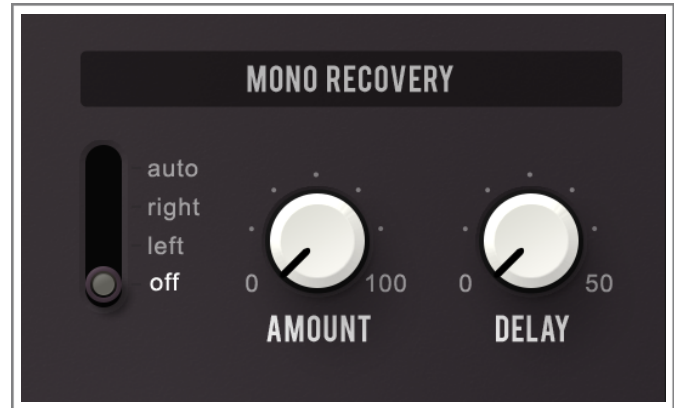 MONO RECOVERY
auto
right
left
off
0
100
AMOUNT
0
50
DELAY